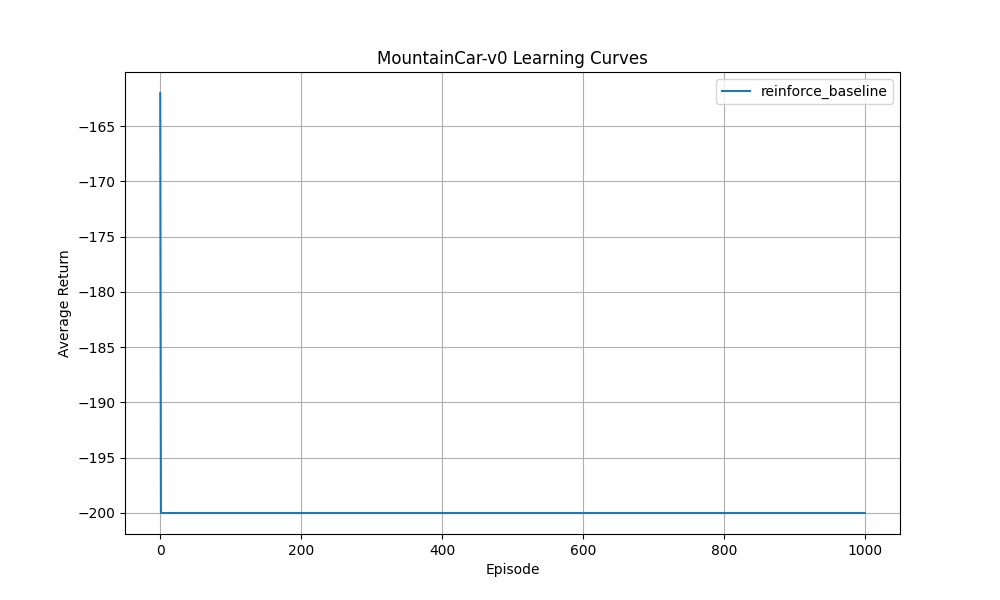 MountainCar-v0 Learning Curves
reinforce_baseline
−165
−170
−175
−180
−185
−190
−195
−200
Average Return
0 200 400 600 800 1000
Episode